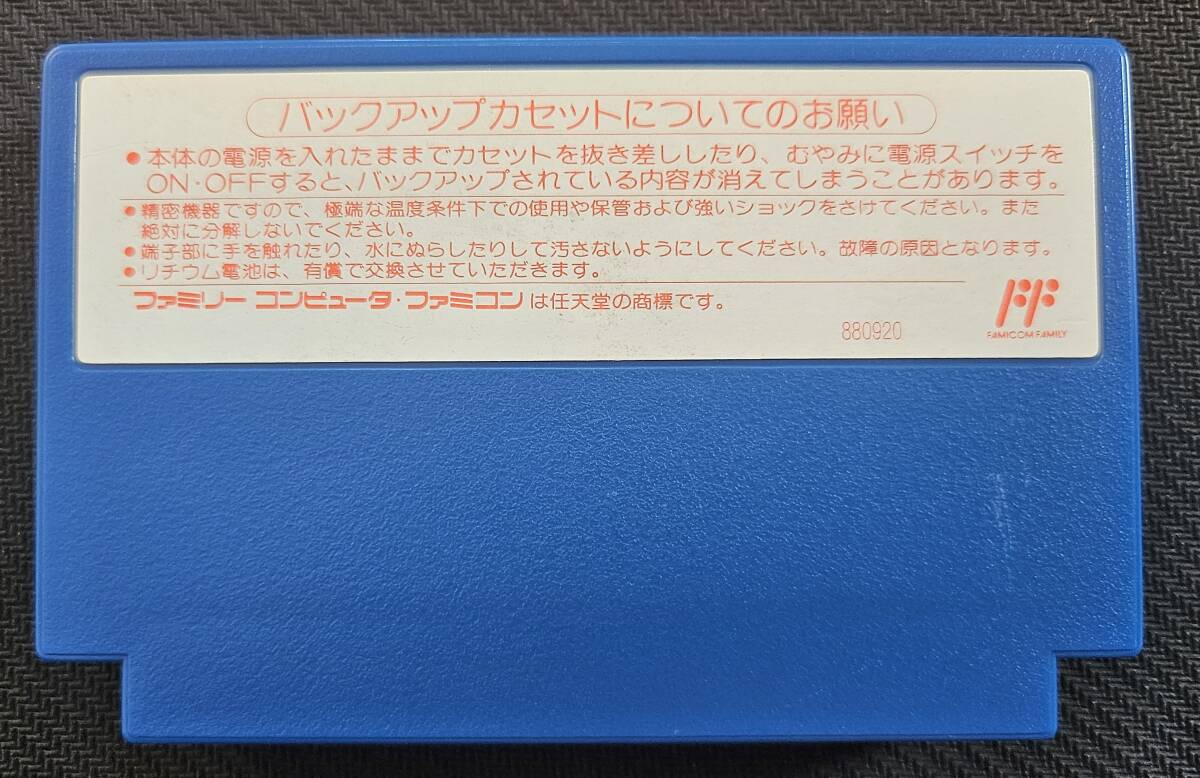 バックアップカセットについてのお願い
●本体の電源を入れたままでカセットを抜き差ししたり、むやみに電源スイッチを
ON・OFFすると、バックアップされている内容が消えてしまうことがあります。
●精密機器ですので、極端な温度条件下での使用や保管および強いショックをさけてください。また
絶対に分解しないでください。
●端子部に手を触れたり、水にぬらしたりして汚さないようにしてください。故障の原因となります。
●リチウム電池は、有償で交換させていただきます。
ファミリー コンピュータ・ファミコン は任天堂の商標です。
880920
FF
FAMICOM FAMILY